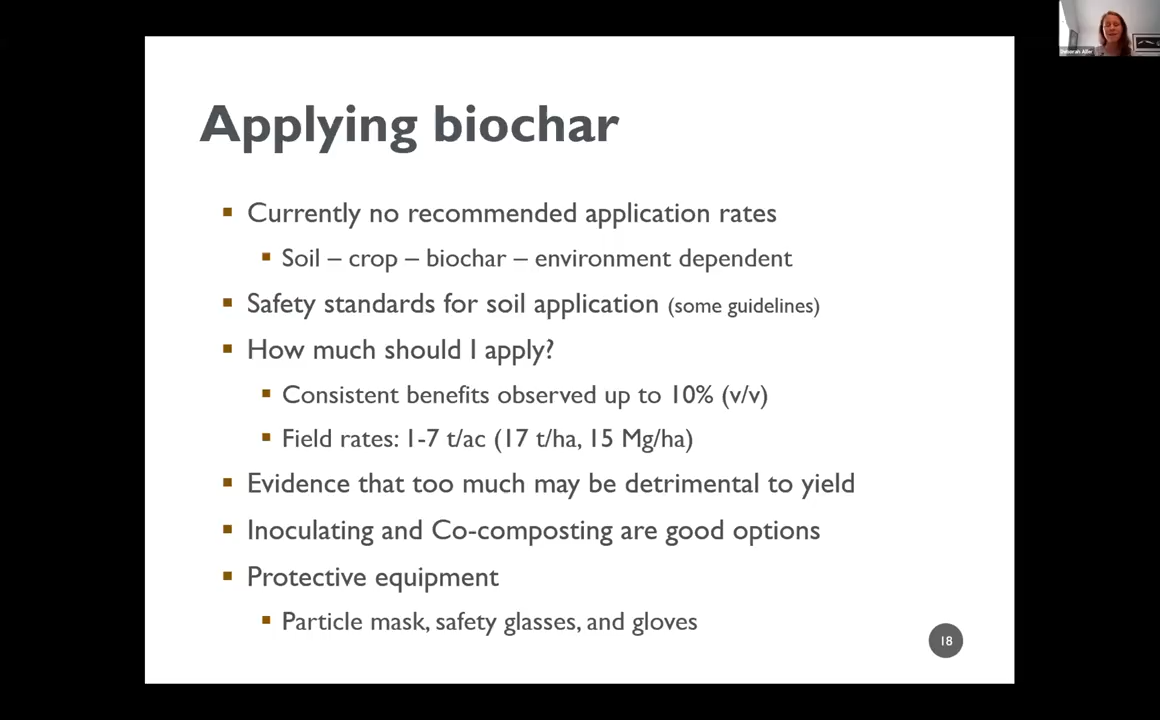 Applying biochar
▪ Currently no recommended application rates
▪ Soil – crop – biochar – environment dependent
▪ Safety standards for soil application (some guidelines)
▪ How much should I apply?
▪ Consistent benefits observed up to 10% (v/v)
▪ Field rates: 1-7 t/ac (17 t/ha, 15 Mg/ha)
▪ Evidence that too much may be detrimental to yield
▪ Inoculating and Co-composting are good options
▪ Protective equipment
▪ Particle mask, safety glasses, and gloves
18
Deborah Aller